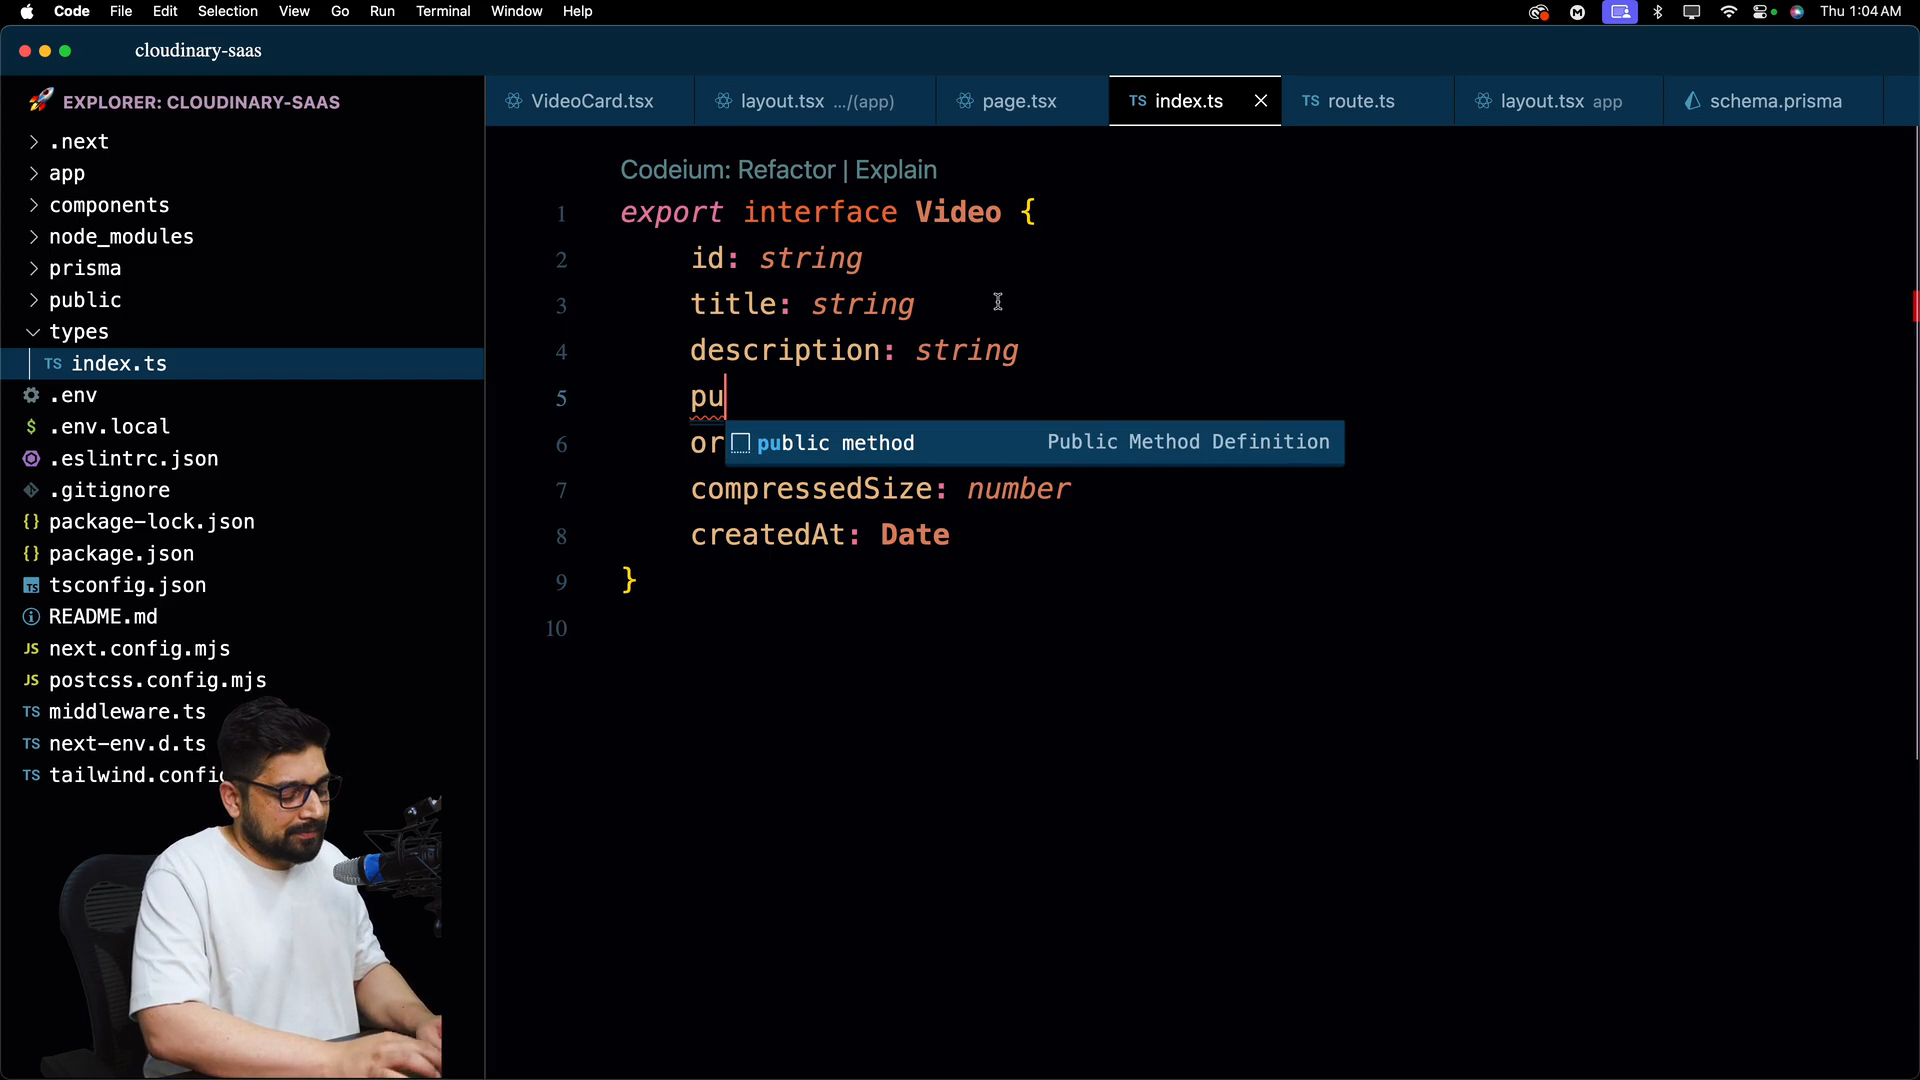 Code File Edit Selection View Go Run Terminal Window Help Thu 1:04 AM
cloudinary-saas
EXPLORER: CLOUDINARY-SAAS
VideoCard.tsx
layout.tsx .../(app)
page.tsx
TS index.ts
TS route.ts
layout.tsx app
schema.prisma
.next
app
components
node_modules
prisma
public
types
TS index.ts
.env
$ .env.local
.eslintrc.json
.gitignore
{} package-lock.json
{} package.json
TS tsconfig.json
README.md
JS next.config.mjs
JS postcss.config.mjs
TS middleware.ts
TS next-env.d.ts
TS tailwind.config
Codeium: Refactor | Explain
1 export interface Video {
2 id: string
3 title: string
4 description: string
5 pu
6 or
public method Public Method Definition
7 compressedSize: number
8 createdAt: Date
9 }
10